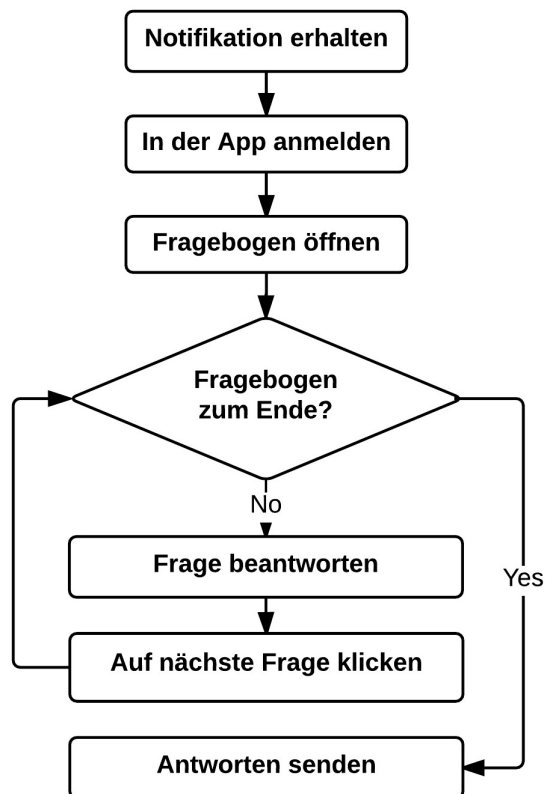 Notifikation erhalten
In der App anmelden
Fragebogen öffnen
Fragebogen
zum Ende?
No
Frage beantworten
Yes
Auf nächste Frage klicken
Antworten senden